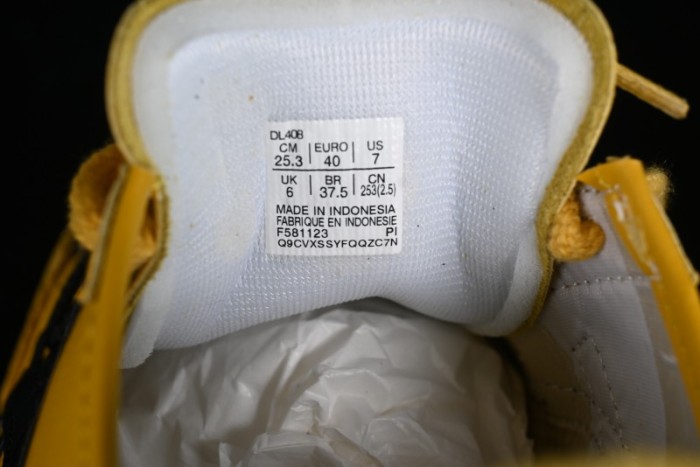 DL40B
CM | EURO | US
25.3 | 40 | 7
UK | BR | CN
6 | 37.5 | 253(2.5)
MADE IN INDONESIA
FABRIQUE EN INDONESIE
F581123 PI
Q9CVXSSYFQQZC7N